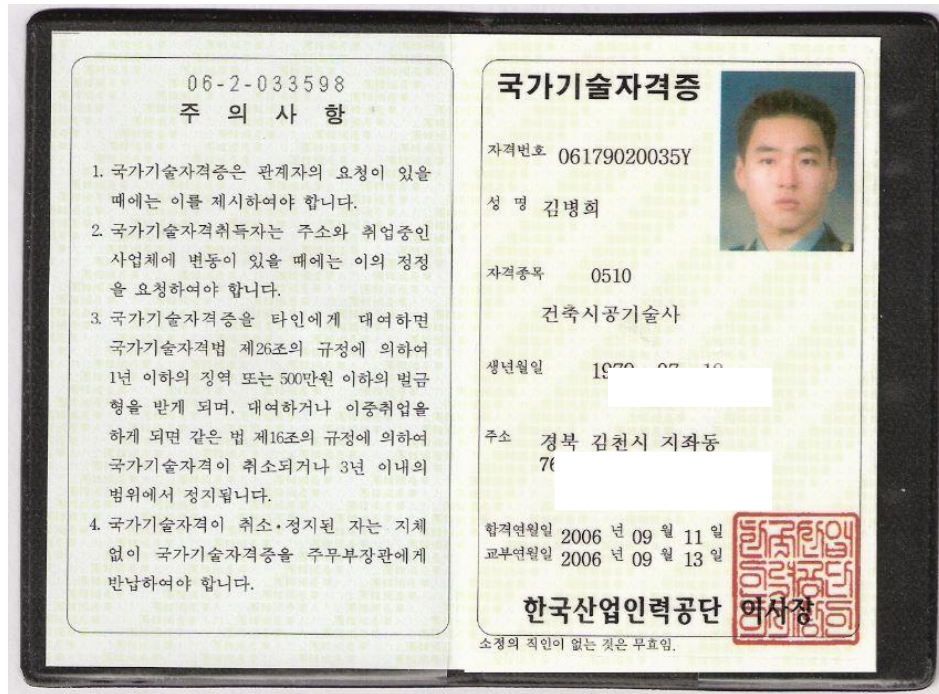 06-2-033598
주 의 사 항
1. 국가기술자격증은 관계자의 요청이 있을
때에는 이를 제시하여야 합니다.
2. 국가기술자격취득자는 주소와 취업중인
사업체에 변동이 있을 때에는 이의 정정
을 요청하여야 합니다.
3. 국가기술자격증을 타인에게 대여하면
국가기술자격법 제26조의 규정에 의하여
1년 이하의 징역 또는 500만원 이하의 벌금
형을 받게 되며, 대여하거나 이중취업을
하게 되면 같은 법 제16조의 규정에 의하여
국가기술자격이 취소되거나 3년 이내의
범위에서 정지됩니다.
4. 국가기술자격이 취소·정지된 자는 지체
없이 국가기술자격증을 주무부장관에게
반납하여야 합니다.
국가기술자격증
자격번호 06179020035Y
성 명 김병희
자격종목 0510
건축시공기술사
생년월일
주소 경북 김천시 지좌동
합격연월일 2006 년 09 월 11 일
교부연월일 2006 년 09 월 13 일
한국산업인력공단 이사장
소정의 직인이 없는 것은 무효임.